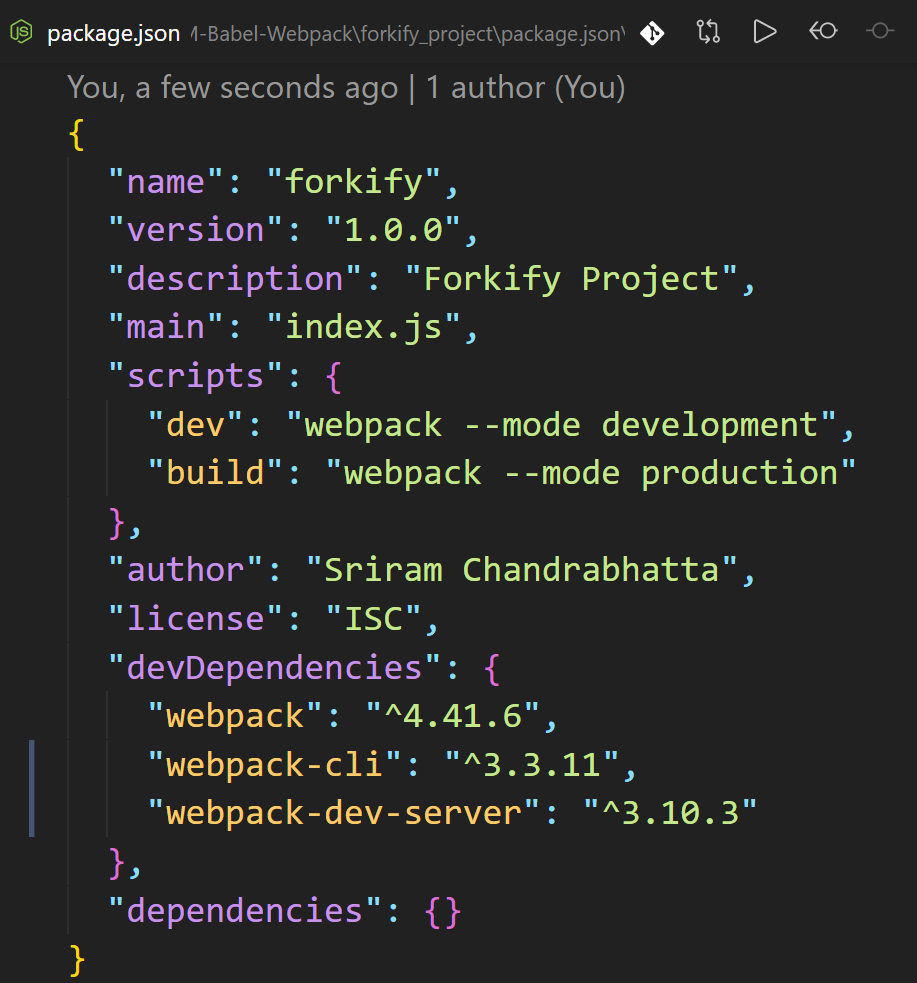 package.json M-Babel-Webpack\forkify_project\package.json\
You, a few seconds ago | 1 author (You)
{
  "name": "forkify",
  "version": "1.0.0",
  "description": "Forkify Project",
  "main": "index.js",
  "scripts": {
    "dev": "webpack --mode development",
    "build": "webpack --mode production"
  },
  "author": "Sriram Chandrabhatta",
  "license": "ISC",
  "devDependencies": {
    "webpack": "^4.41.6",
    "webpack-cli": "^3.3.11",
    "webpack-dev-server": "^3.10.3"
  },
  "dependencies": {}
}